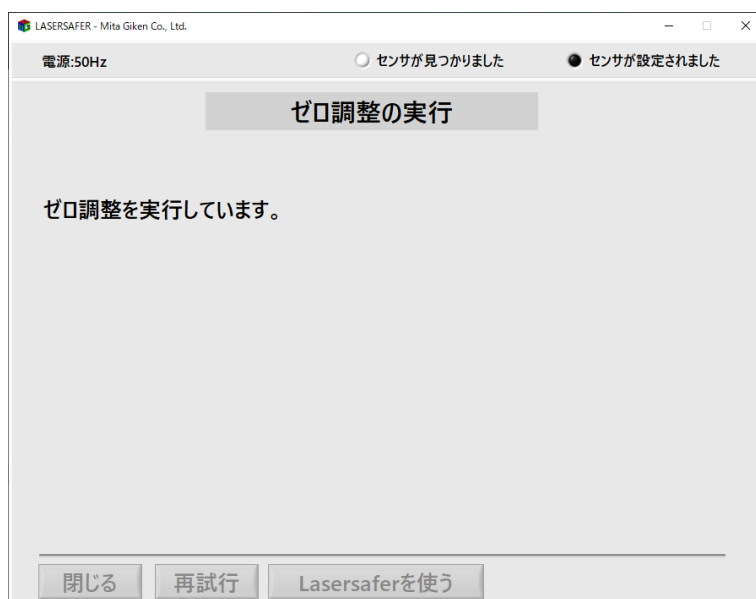 LASERSAFER - Mita Giken Co., Ltd.
電源:50Hz
センサが見つかりました
センサが設定されました
ゼロ調整の実行
ゼロ調整を実行しています。
閉じる
再試行
Lasersaferを使う